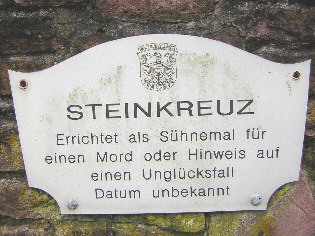 STEINKREUZ
Errichtet als Sühnemal für
einen Mord oder Hinweis auf
einen Unglücksfall
Datum unbekannt